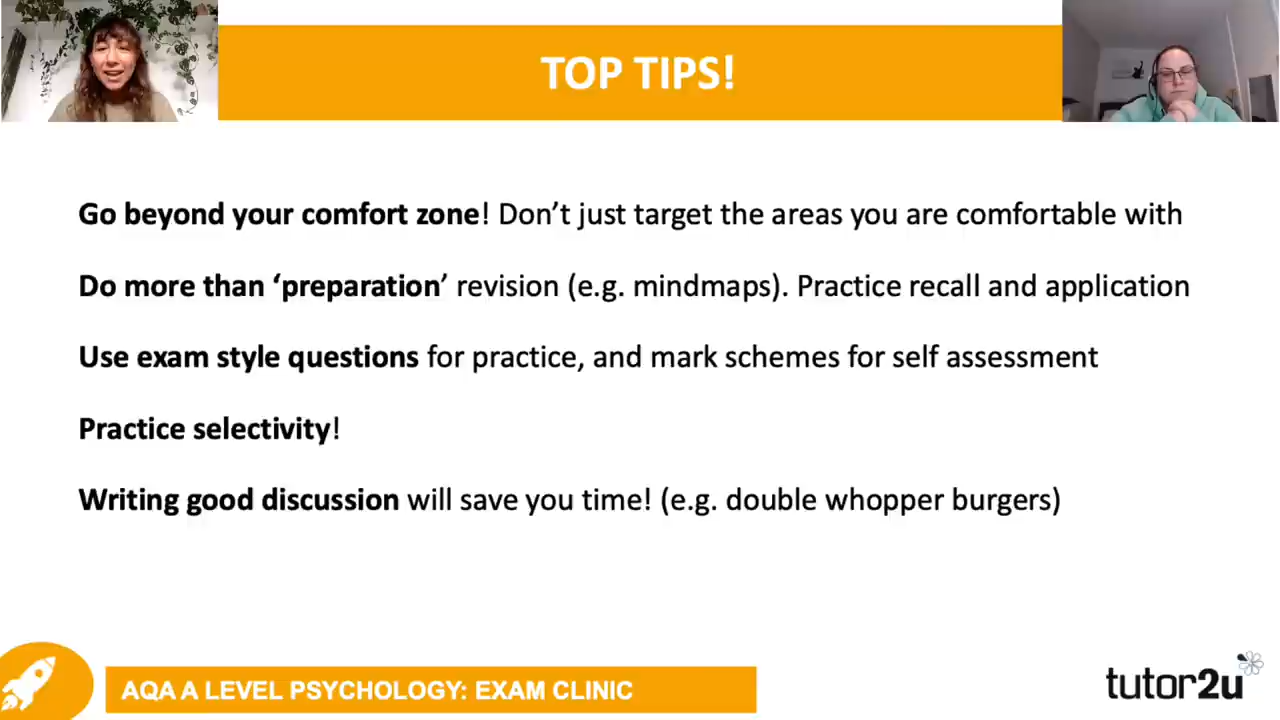 TOP TIPS!
Go beyond your comfort zone! Don’t just target the areas you are comfortable with
Do more than ‘preparation’ revision (e.g. mindmaps). Practice recall and application
Use exam style questions for practice, and mark schemes for self assessment
Practice selectivity!
Writing good discussion will save you time! (e.g. double whopper burgers)
AQA A LEVEL PSYCHOLOGY: EXAM CLINIC
tutor2u